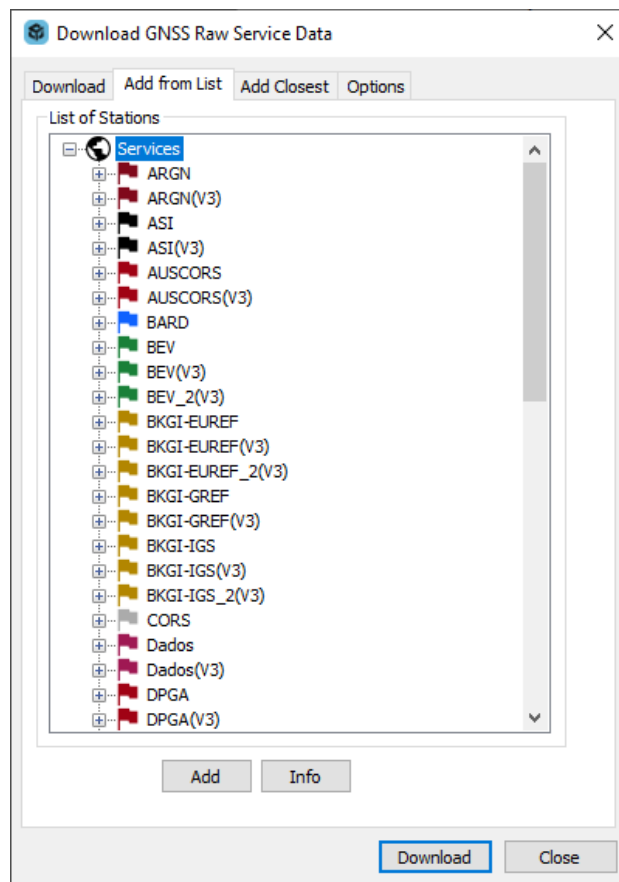 Download GNSS Raw Service Data
Download Add from List Add Closest Options
List of Stations
Services
ARGN
ARGN(V3)
ASI
ASI(V3)
AUSCORS
AUSCORS(V3)
BARD
BEV
BEV(V3)
BEV_2(V3)
BKGI-EUREF
BKGI-EUREF(V3)
BKGI-EUREF_2(V3)
BKGI-GREF
BKGI-GREF(V3)
BKGI-IGS
BKGI-IGS(V3)
BKGI-IGS_2(V3)
CORS
Dados
Dados(V3)
DPGA
DPGA(V3)
Add Info
Download Close